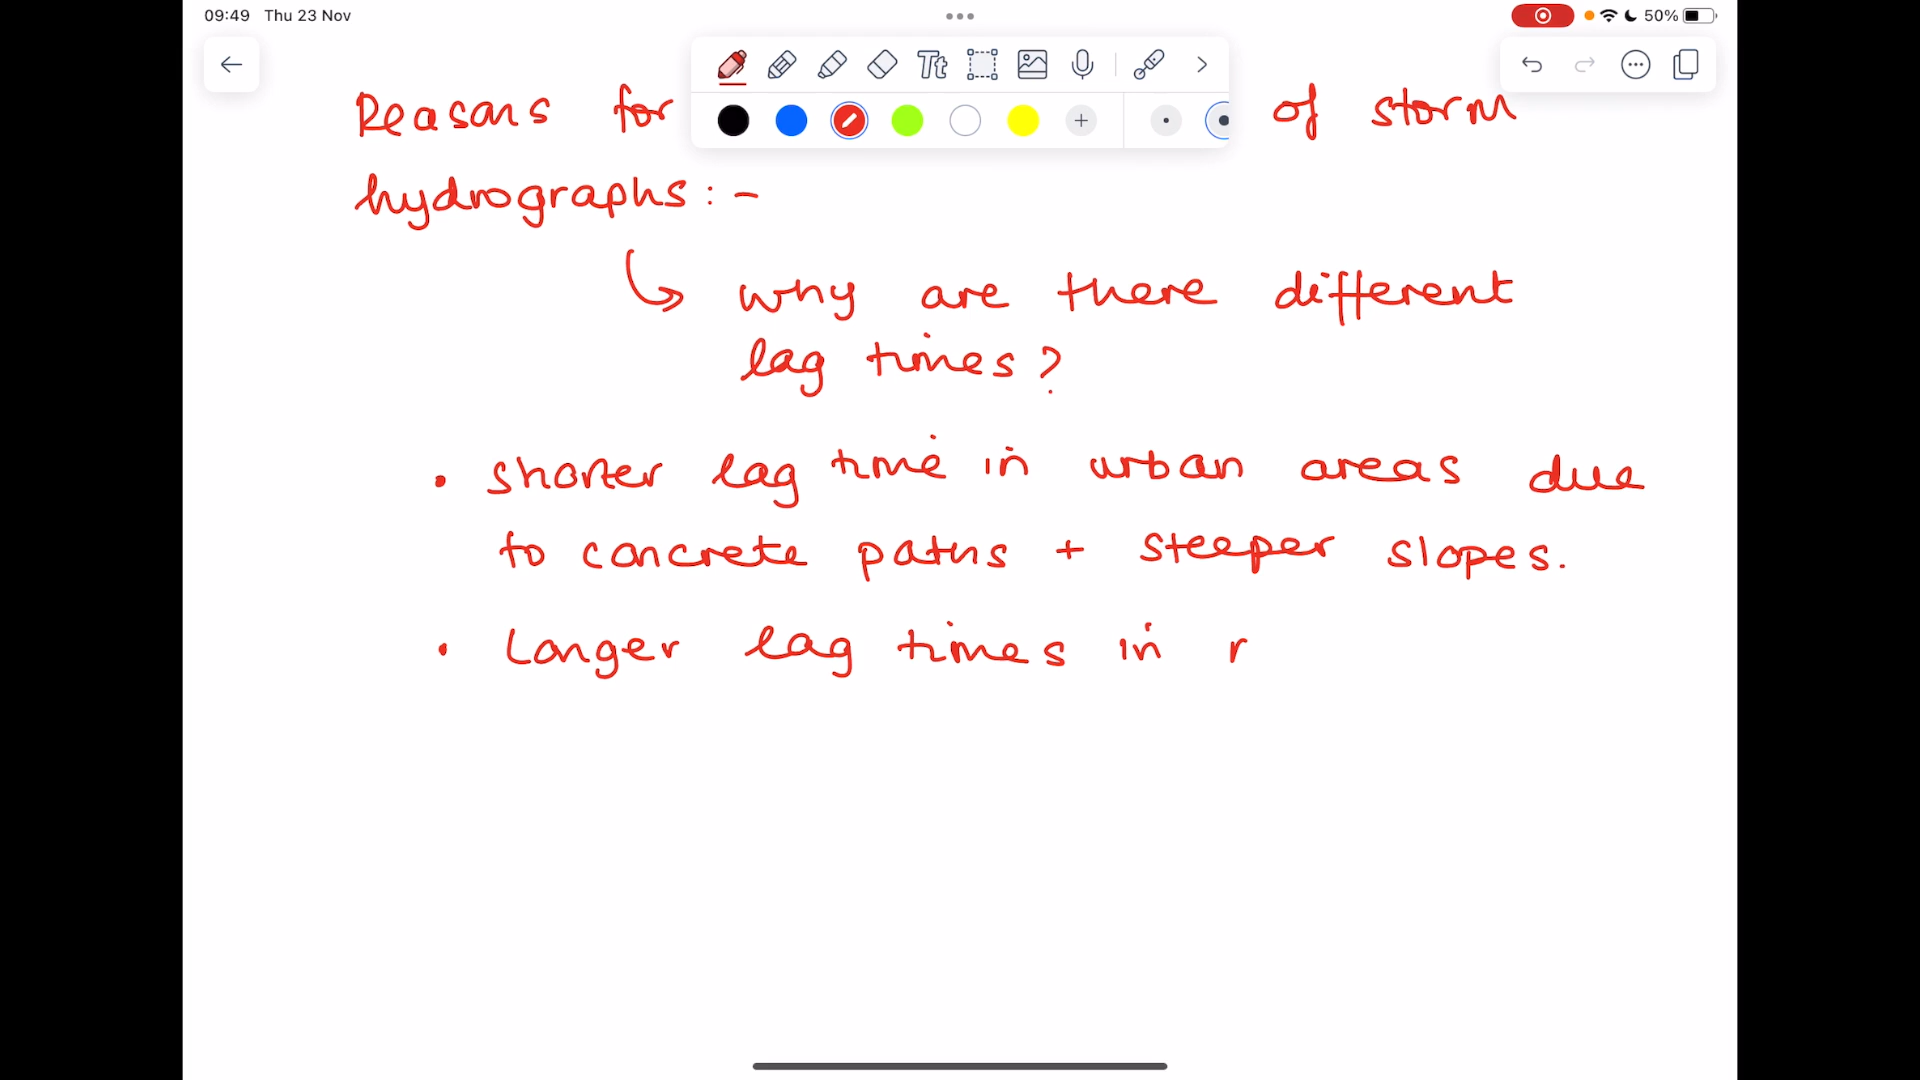 09:49 Thu 23 Nov
50%
Tt
Reasons for of storm
hydrographs:-
why are there different
lag times?
• shorter lag time in urban areas due
to concrete paths + steeper slopes.
• Longer lag times in r